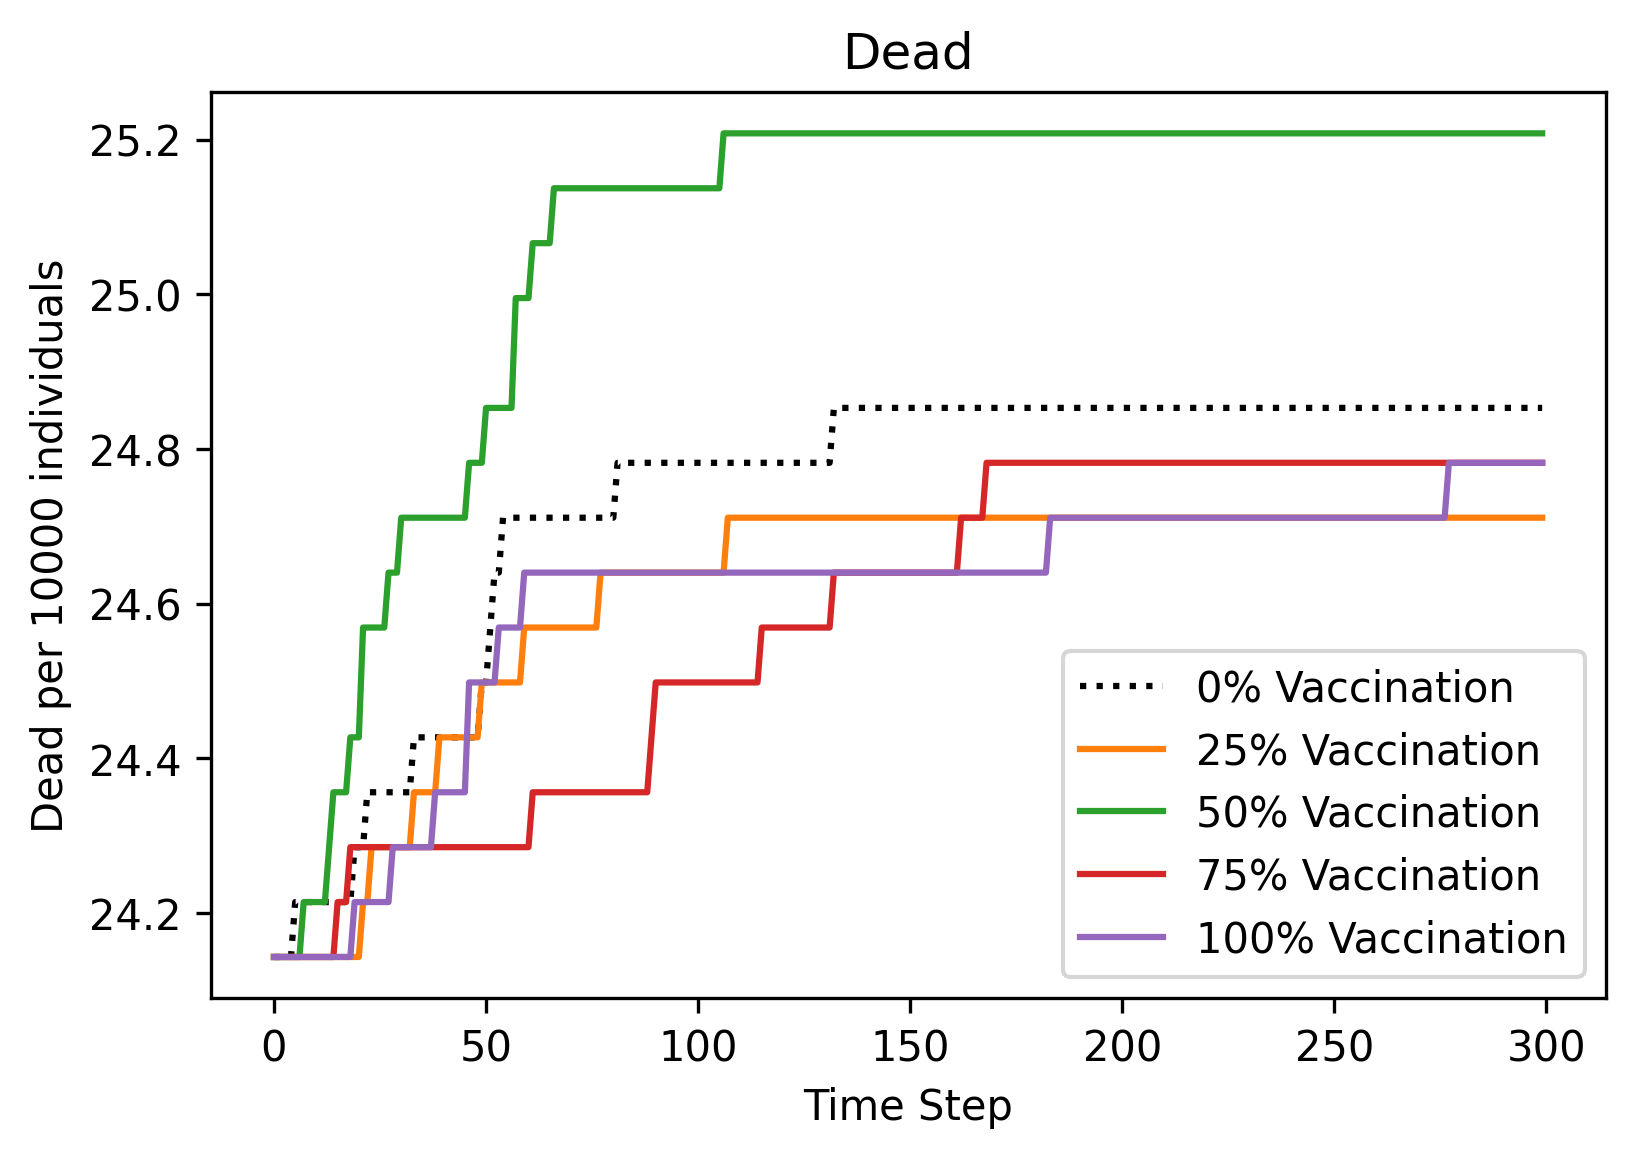 Dead
Dead per 10000 individuals
25.2
25.0
24.8
24.6
24.4
24.2
0% Vaccination
25% Vaccination
50% Vaccination
75% Vaccination
100% Vaccination
0 50 100 150 200 250 300
Time Step